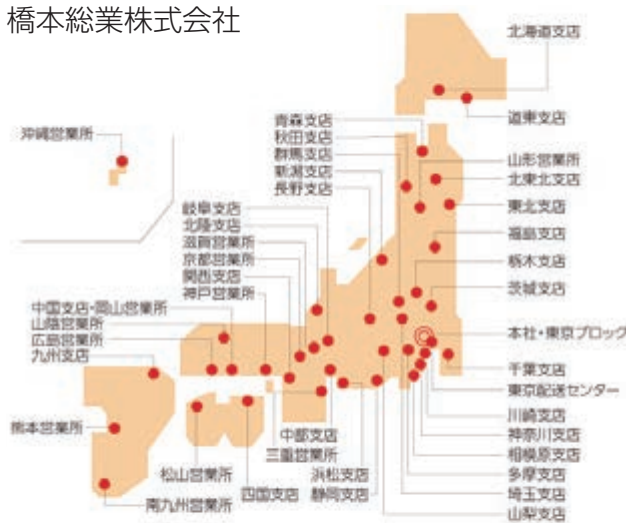 橋本総業株式会社
北海道支店
道東支店
沖縄営業所
青森支店
秋田支店
群馬支店
新潟支店
長野支店
山形営業所
北東北支店
東北支店
福島支店
栃木支店
茨城支店
本社・東京ブロック
千葉支店
東京配送センター
川崎支店
神奈川支店
相模原支店
多摩支店
埼玉支店
山梨支店
岐阜支店
北陸支店
滋賀営業所
京都営業所
関西支店
神戸営業所
中国支店・岡山営業所
山陰営業所
広島営業所
九州支店
熊本営業所
南九州営業所
松山営業所
四国支店
中部支店
三重営業所
浜松支店
静岡支店